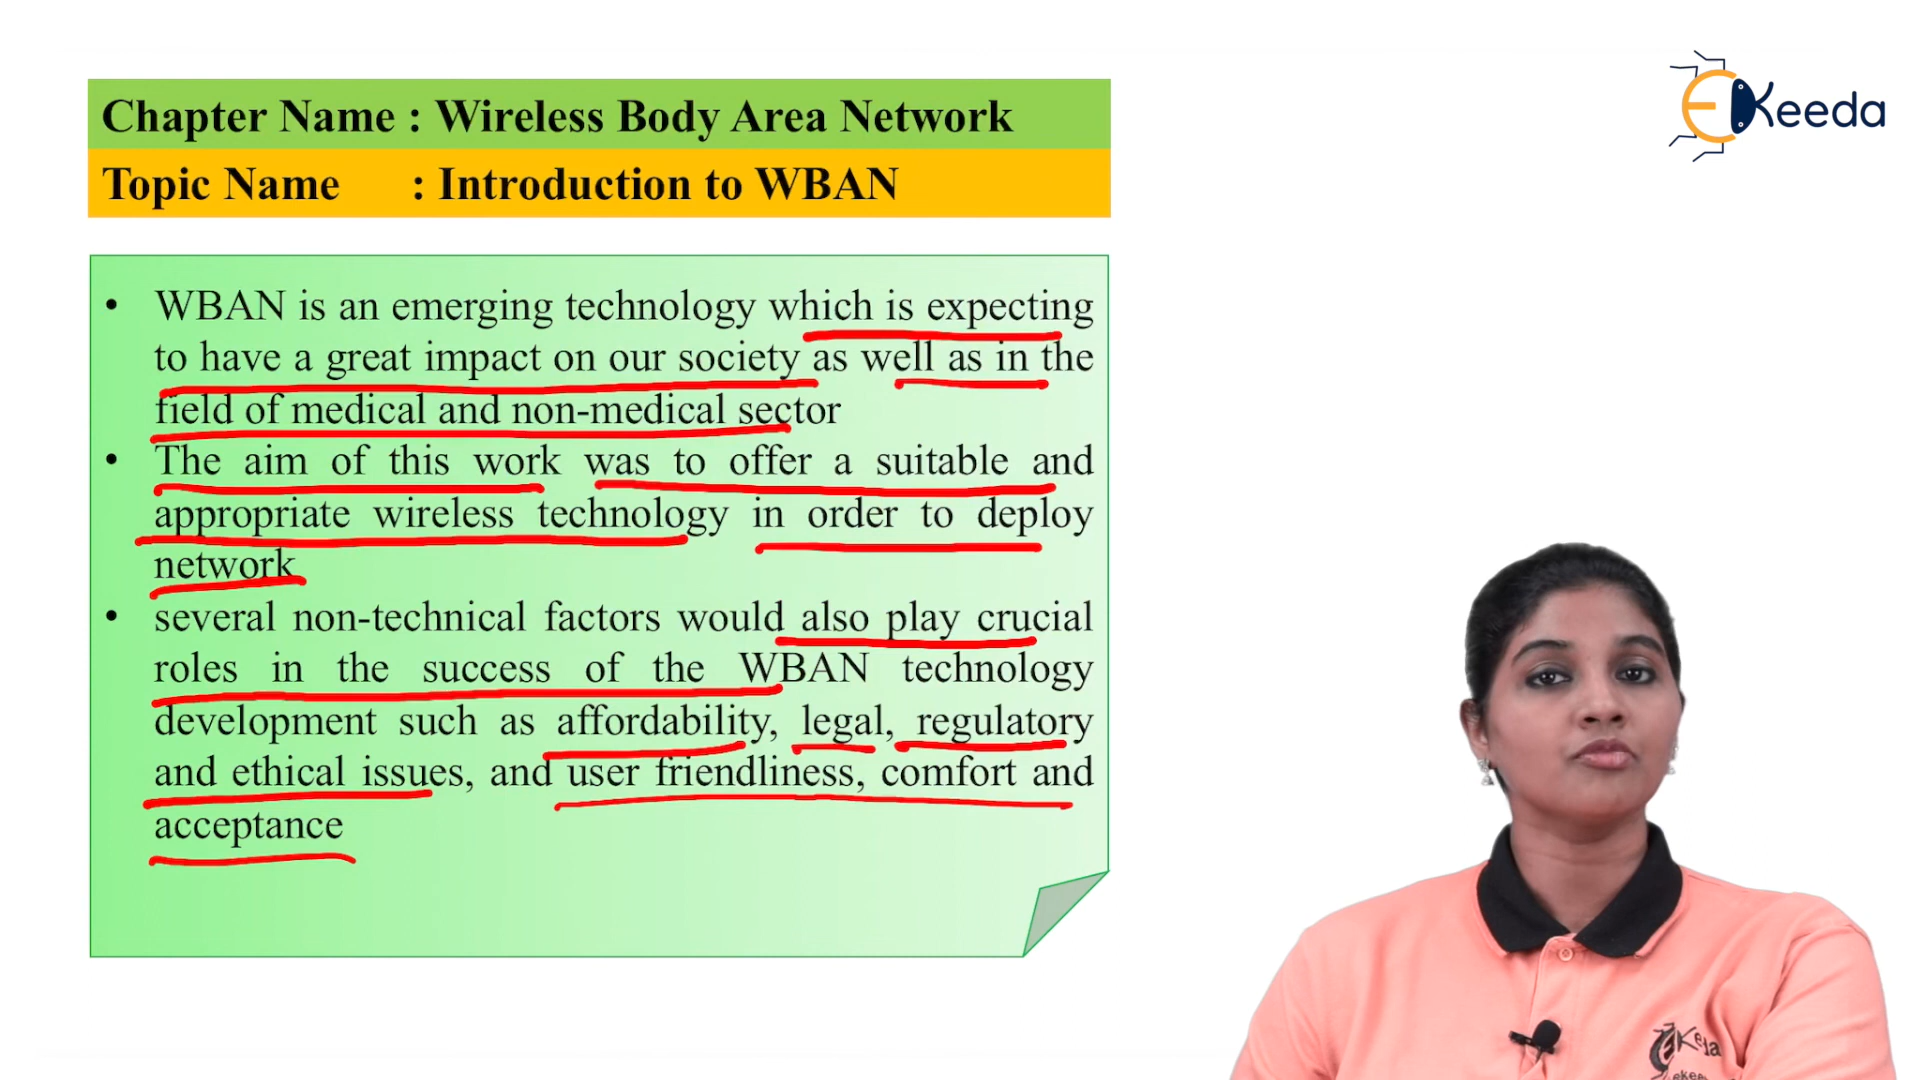 Chapter Name : Wireless Body Area Network
Topic Name : Introduction to WBAN
EKeeda
• WBAN is an emerging technology which is expecting
to have a great impact on our society as well as in the
field of medical and non-medical sector
• The aim of this work was to offer a suitable and
appropriate wireless technology in order to deploy
network
• several non-technical factors would also play crucial
roles in the success of the WBAN technology
development such as affordability, legal, regulatory
and ethical issues, and user friendliness, comfort and
acceptance